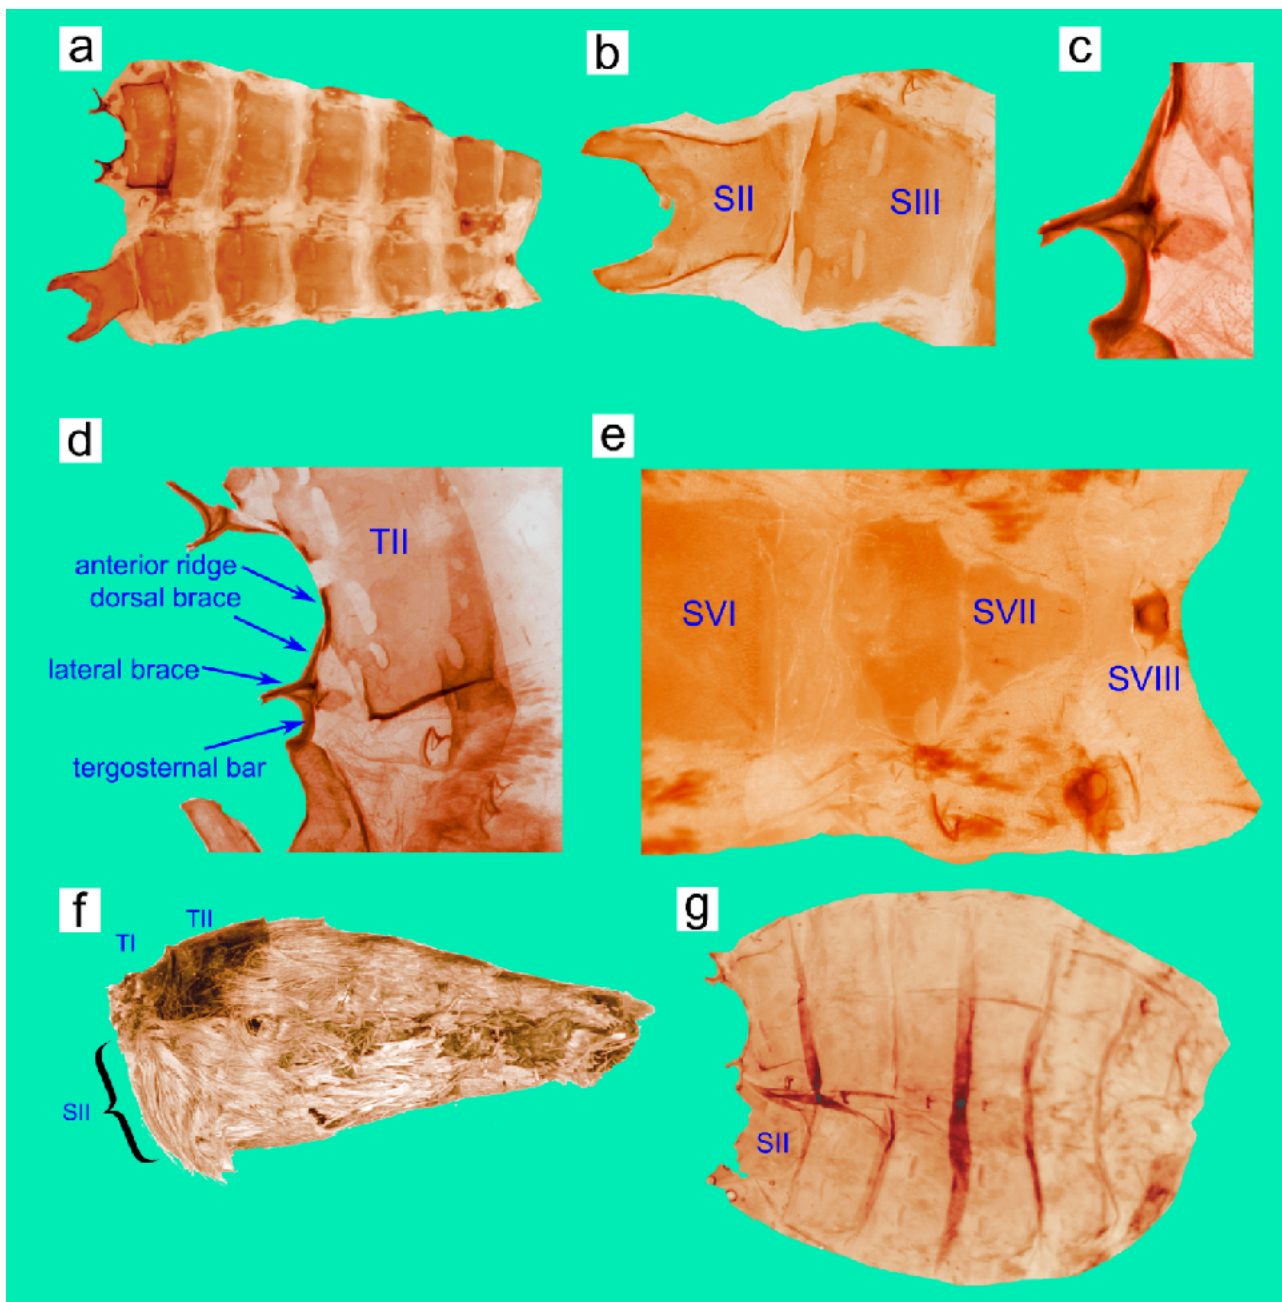 a
b
c
SII
SIII
d
e
TII
anterior ridge
dorsal brace
lateral brace
tergosternal bar
SVI
SVII
SVIII
f
g
TII
TI
SII
SII